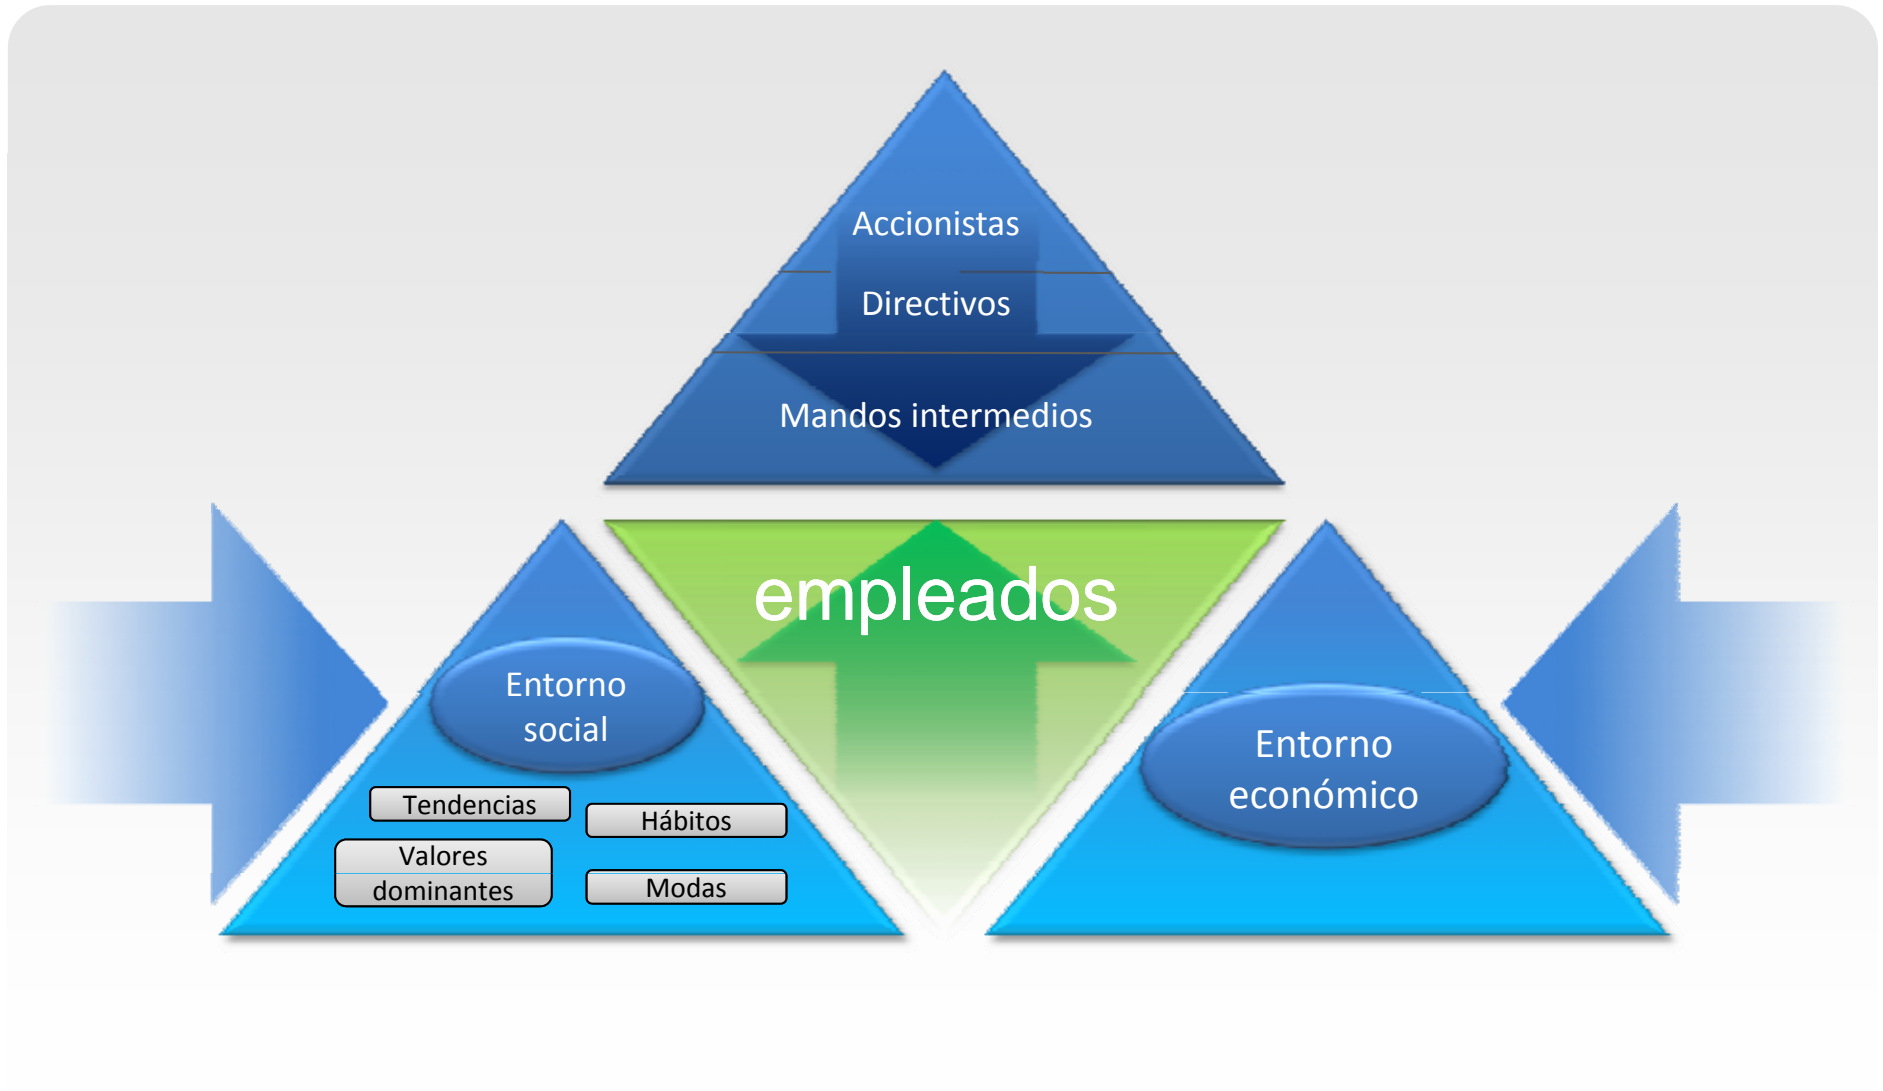 Accionistas
Directivos
Mandos intermedios
empleados
Entorno
social
Tendencias
Hábitos
Valores
dominantes
Modas
Entorno
económico